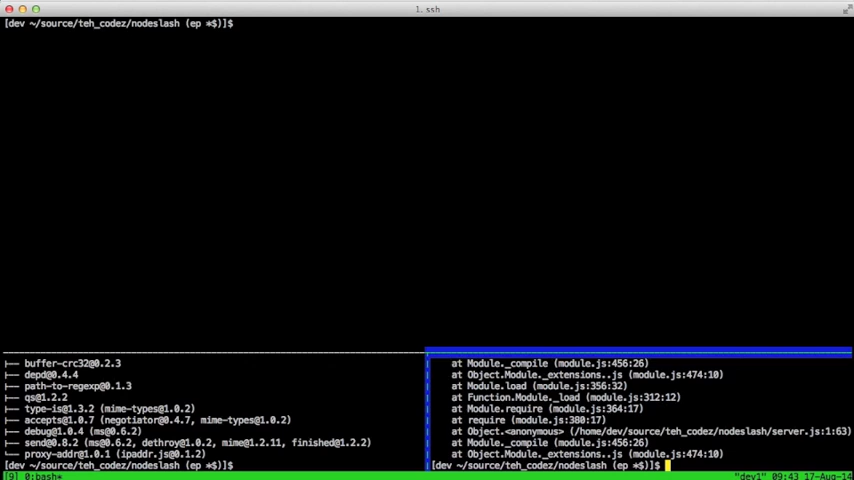 1. ssh
[dev ~/source/teh_codez/nodeslash (ep *$)]$
├── buffer-crc32@0.2.3
├── depd@0.4.4
├── path-to-regexp@0.1.3
├── qs@1.2.2
├── type-is@1.3.2 (mime-types@1.0.2)
├── accepts@1.0.7 (negotiator@0.4.7, mime-types@1.0.2)
├── debug@1.0.4 (ms@0.6.2)
├── send@0.8.2 (ms@0.6.2, dethroy@1.0.2, mime@1.2.11, finished@1.2.2)
└── proxy-addr@1.0.1 (ipaddr.js@0.1.2)
[dev ~/source/teh_codez/nodeslash (ep *$)]$
at Module._compile (module.js:456:26)
at Object.Module._extensions..js (module.js:474:10)
at Module.load (module.js:356:32)
at Function.Module._load (module.js:312:12)
at Module.require (module.js:364:17)
at require (module.js:380:17)
at Object.<anonymous> (/home/dev/source/teh_codez/nodeslash/server.js:1:63)
at Module._compile (module.js:456:26)
at Object.Module._extensions..js (module.js:474:10)
[dev ~/source/teh_codez/nodeslash (ep *$)]$
[9] 0:bash*
"dev1" 09:43 17-Aug-14